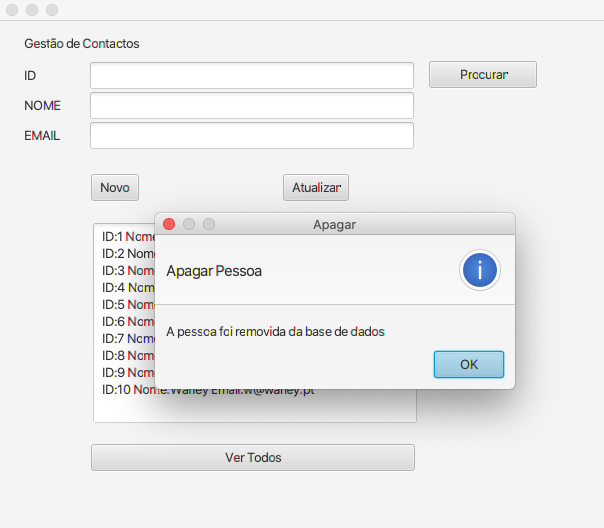 Gestão de Contactos
ID
Procurar
NOME
EMAIL
Novo
Atualizar
Apagar
Apagar Pessoa
i
A pessoa foi removida da base de dados
OK
ID:1 Nome
ID:2 Nome
ID:3 Nome
ID:4 Nome
ID:5 Nome
ID:6 Nome
ID:7 Nome
ID:8 Nome
ID:9 Nome
ID:10 Nome:Warley Email:w@warley.pt
Ver Todos